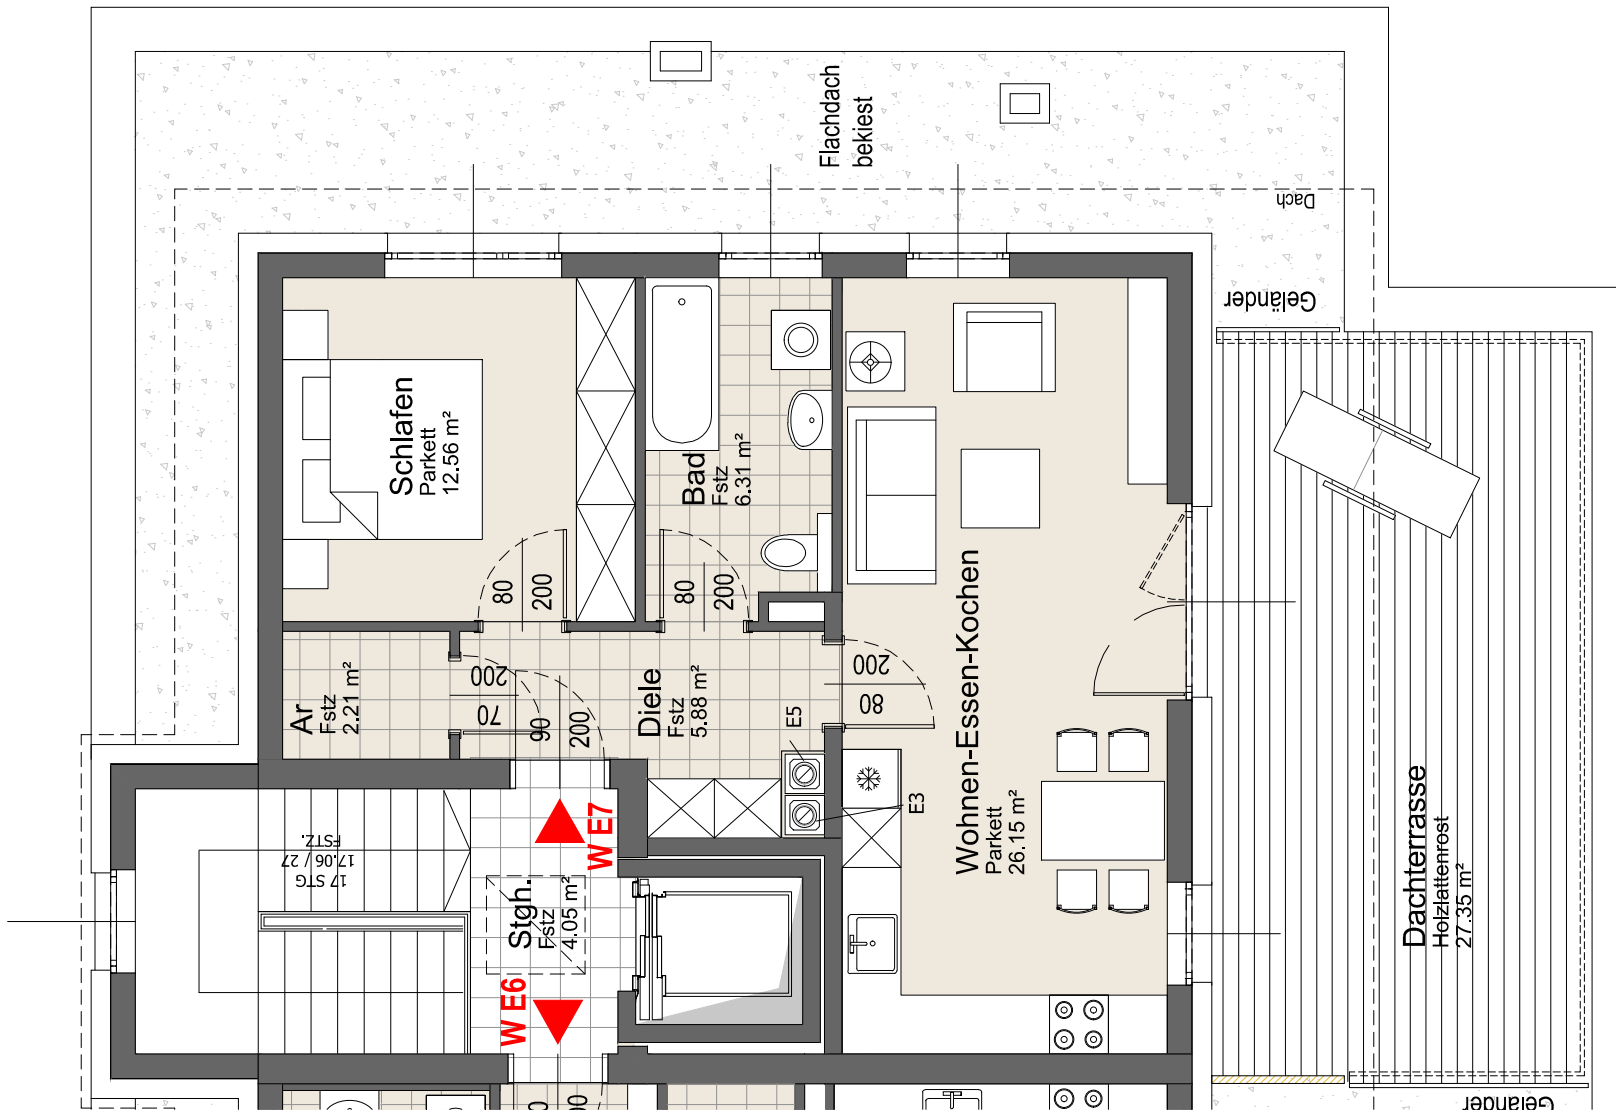 Flachdach
bekiest
Dach
Geländer
Schlafen
Parkett
12.56 m²
Bad
Fstz
6.31 m²
80
200
80
200
Ar
Fstz
2.21 m²
200
70
90
200
Diele
Fstz
5.88 m²
E5
200
80
E3
Wohnen-Essen-Kochen
Parkett
26.15 m²
Dachterrasse
Holzlattenrost
27.35 m²
17 STG
17.06 / 27
FSTZ.
W E7
Stgh.
Fstz
4.05 m²
W E6
Geländer